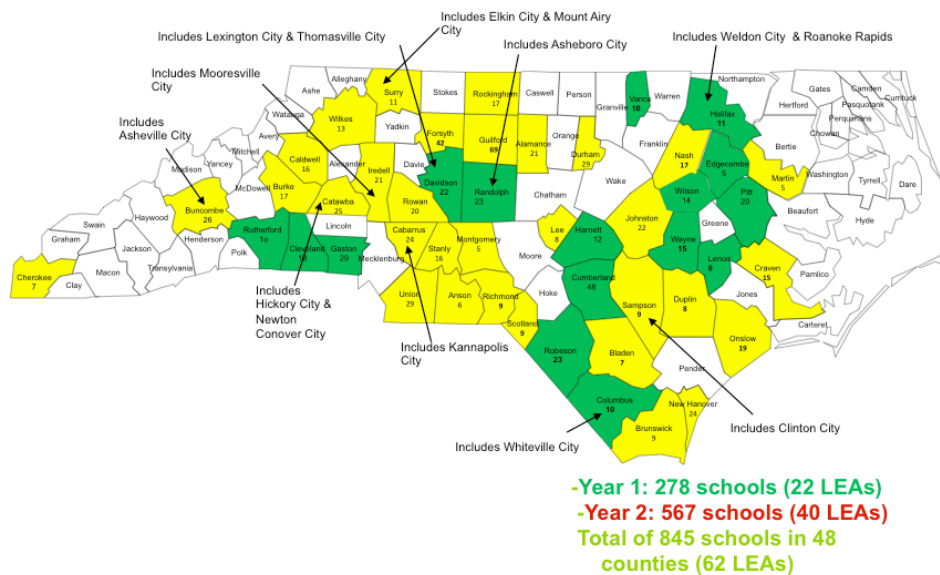 Includes Elkin City & Mount Airy
City
Includes Lexington City & Thomasville City
Includes Asheboro City
Includes Weldon City & Roanoke Rapids
Includes Mooresville
City
Includes
Asheville City
Alleghany
Ashe
Surry
11
Stokes
Rockingham
17
Caswell
Person
Granville
Vance
10
Warren
Northampton
Halifax
11
Hertford
Gates
Camden
Currituck
Pasquotank
Perquimans
Chowan
Bertie
Watauga
Wilkes
13
Yadkin
Forsyth
42
Guilford
69
Alamance
21
Orange
Durham
29
Franklin
Nash
17
Edgecombe
5
Martin
5
Washington
Tyrrell
Dare
Avery
Mitchell
Yancey
Madison
Caldwell
16
Alexander
Iredell
21
Davie
Davidson
22
Randolph
23
Chatham
Wake
Wilson
14
Pitt
20
Beaufort
Hyde
McDowell
Burke
17
Catawba
25
Rowan
20
Buncombe
26
Haywood
Swain
Graham
Jackson
Cherokee
7
Clay
Macon
Transylvania
Henderson
Polk
Rutherford
Cleveland
Lincoln
Gaston
29
Mecklenburg
Cabarrus
24
Stanly
16
Montgomery
5
Moore
Lee
8
Harnett
12
Johnston
22
Greene
Wayne
15
Lenoir
8
Craven
15
Pamlico
Jones
Carteret
Union
29
Anson
6
Richmond
9
Scotland
9
Hoke
Cumberland
48
Sampson
9
Duplin
8
Onslow
19
Robeson
23
Bladen
7
Pender
Columbus
10
New Hanover
24
Brunswick
9
Includes
Hickory City &
Newton
Conover City
Includes Kannapolis
City
Includes Whiteville City
Includes Clinton City
-Year 1: 278 schools (22 LEAs)
-Year 2: 567 schools (40 LEAs)
Total of 845 schools in 48
counties (62 LEAs)